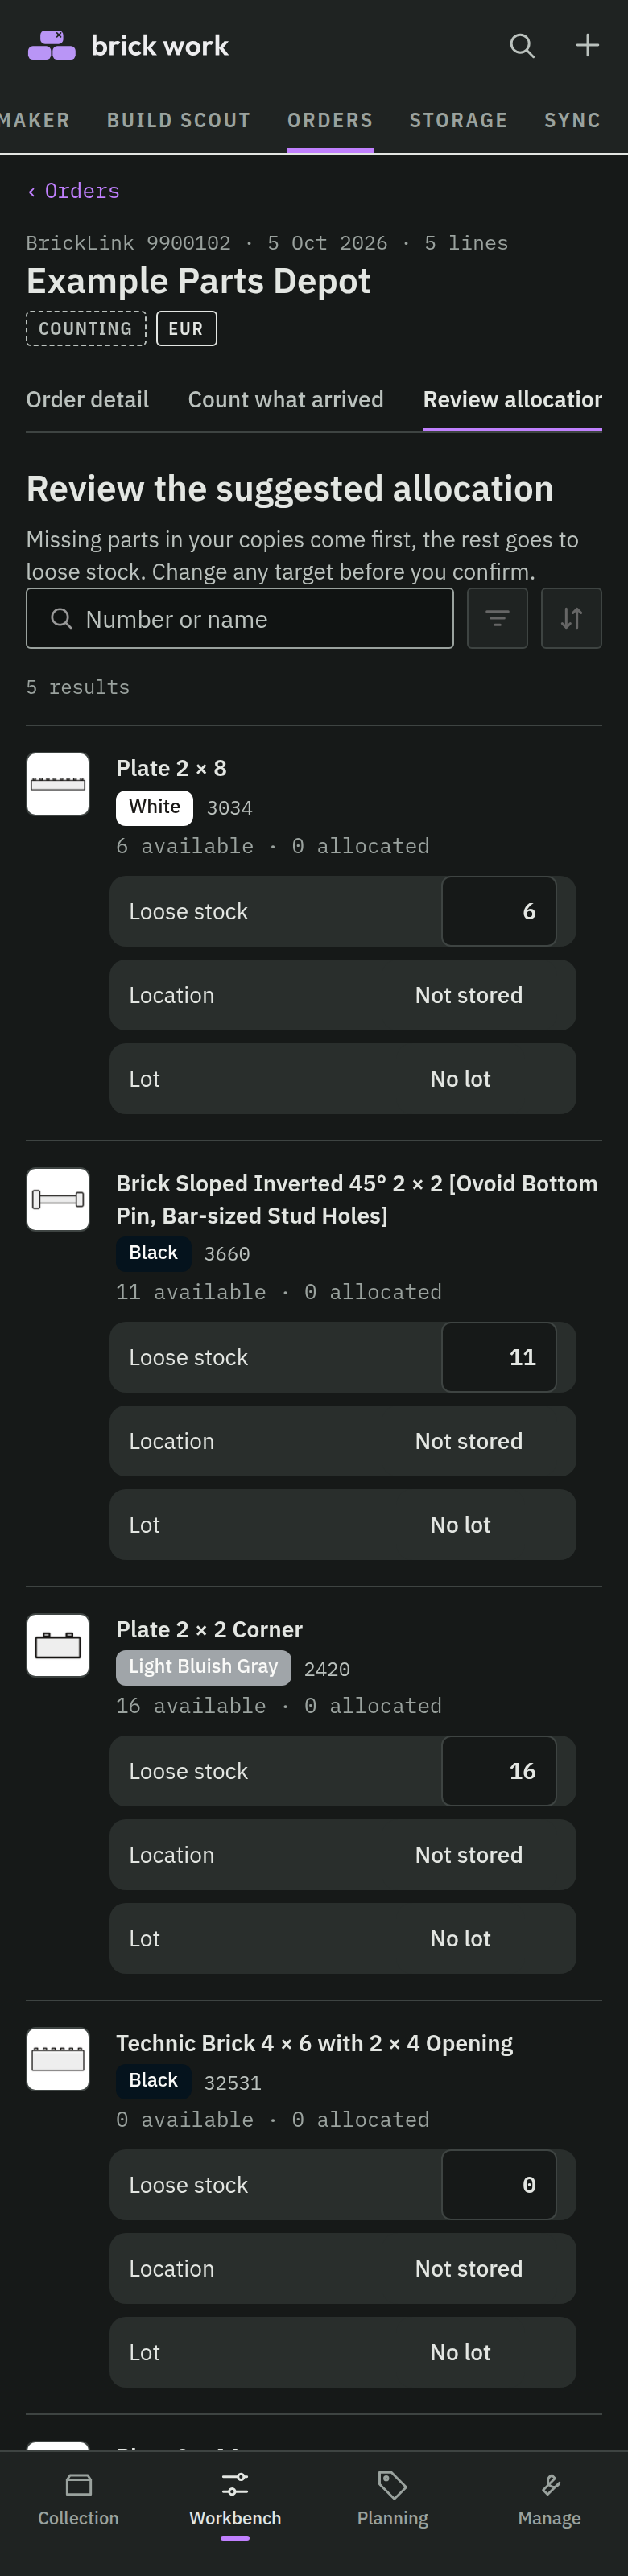 brick work
MAKER BUILD SCOUT ORDERS STORAGE SYNC
‹ Orders
BrickLink 9900102 · 5 Oct 2026 · 5 lines
Example Parts Depot
COUNTING EUR
Order detail Count what arrived Review allocation
Review the suggested allocation
Missing parts in your copies come first, the rest goes to
loose stock. Change any target before you confirm.
Number or name
5 results
Plate 2 × 8
White 3034
6 available · 0 allocated
Loose stock 6
Location Not stored
Lot No lot
Brick Sloped Inverted 45° 2 × 2 [Ovoid Bottom
Pin, Bar-sized Stud Holes]
Black 3660
11 available · 0 allocated
Loose stock 11
Location Not stored
Lot No lot
Plate 2 × 2 Corner
Light Bluish Gray 2420
16 available · 0 allocated
Loose stock 16
Location Not stored
Lot No lot
Technic Brick 4 × 6 with 2 × 4 Opening
Black 32531
0 available · 0 allocated
Loose stock 0
Location Not stored
Lot No lot
Collection Workbench Planning Manage